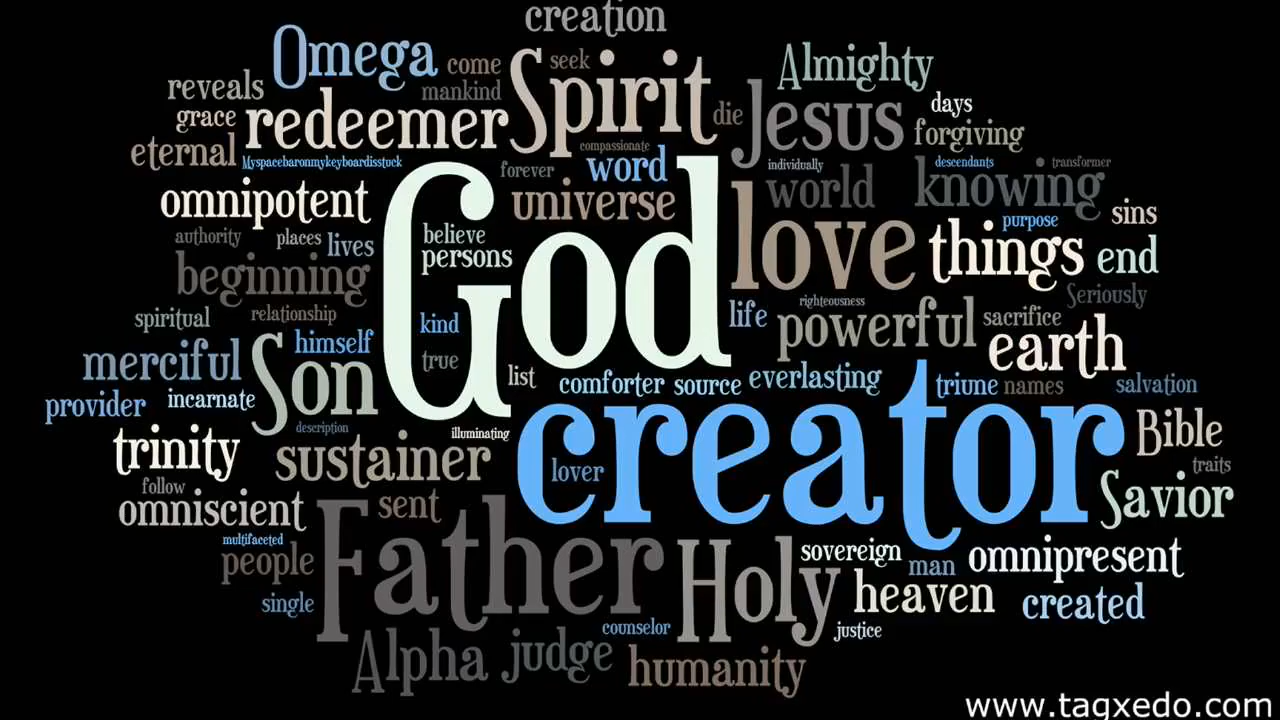 creation
Omega
come
seek
Spirit
Almighty
reveals
mankind
grace
redeemer
die
Jesus
days
forgiving
eternal
Myspacebaronmykeyboardisstuck
compassionate
forever
word
individually
descendants
transformer
omnipotent
universe
world
knowing
God
love
purpose
sins
authority
places
lives
believe
persons
things
end
beginning
righteousness
Seriously
spiritual
relationship
kind
life
powerful
sacrifice
merciful
himself
true
earth
Son
list
comforter
source
everlasting
triune
names
salvation
provider
incarnate
description
illuminating
creator
Bible
trinity
sustainer
lover
traits
follow
omniscient
sent
Savior
multifaceted
people
Father
Holy
sovereign
man
omnipresent
single
counselor
heaven
created
justice
Alpha
judge
humanity
www.tagxedo.com